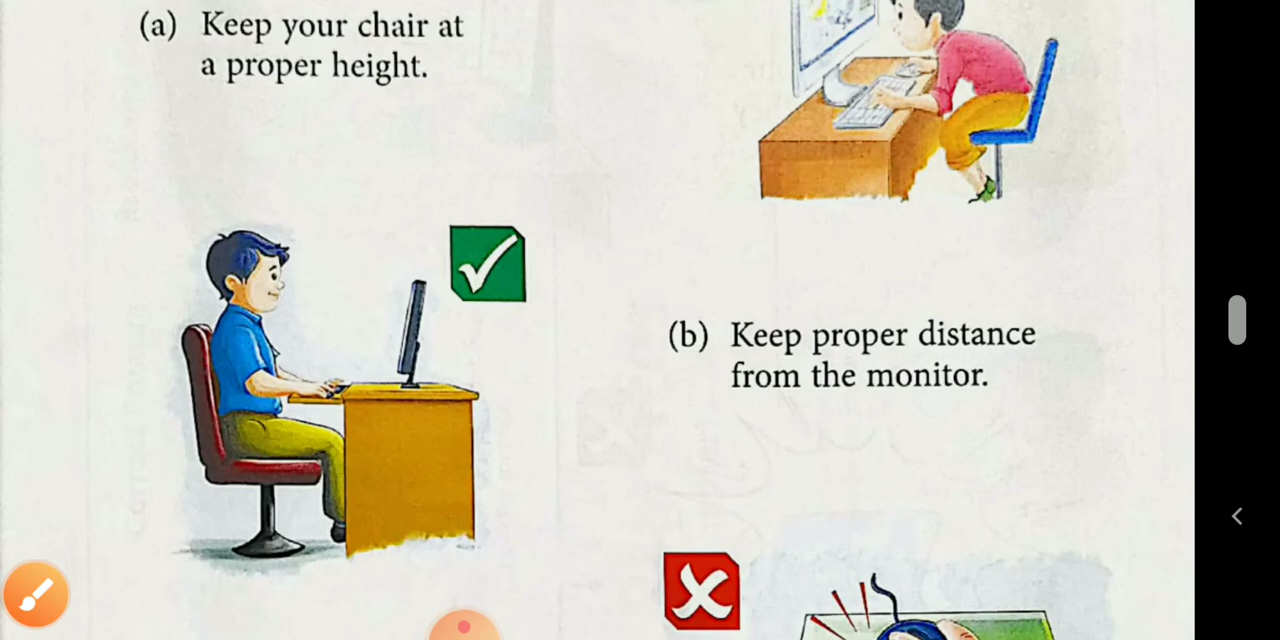 (a) Keep your chair at
a proper height.
(b) Keep proper distance
from the monitor.